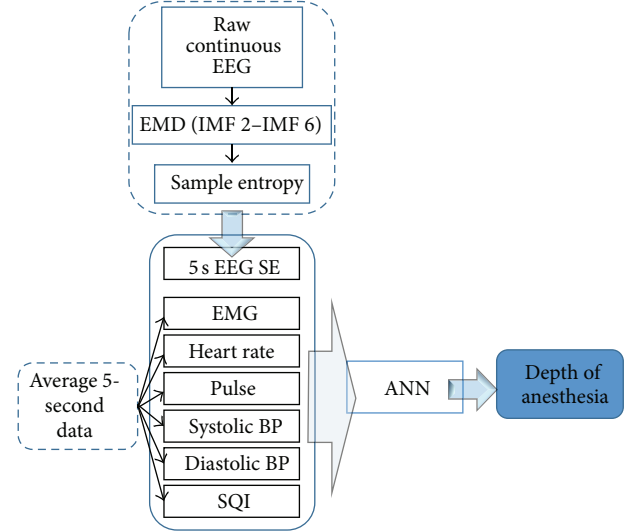 Raw
continuous
EEG
EMD (IMF 2–IMF 6)
Sample entropy
5 s EEG SE
EMG
Heart rate
Pulse
Systolic BP
Diastolic BP
SQI
Average 5-
second
data
ANN
Depth of
anesthesia